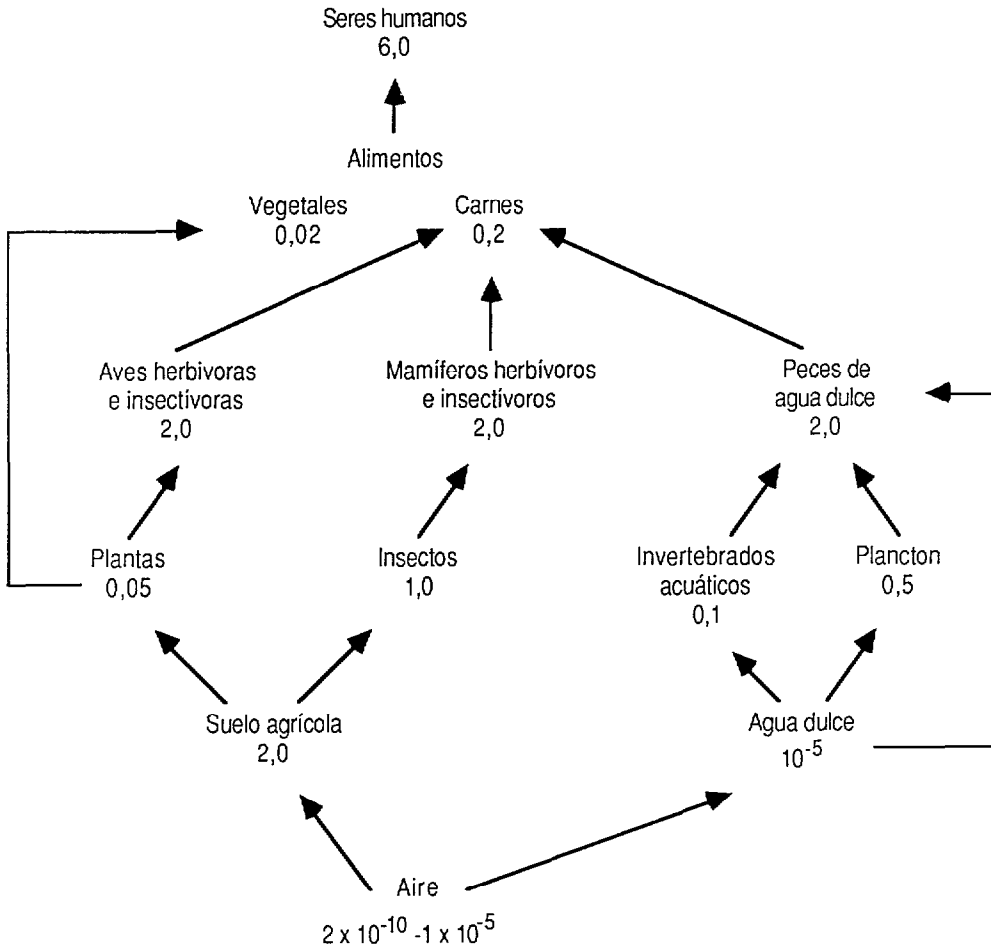 Seres humanos
6,0
Alimentos
Vegetales
0,02
Carnes
0,2
Aves herbivoras
e insectívoras
2,0
Mamíferos herbívoros
e insectívoros
2,0
Peces de
agua dulce
2,0
Plantas
0,05
Insectos
1,0
Invertebrados
acuáticos
0,1
Plancton
0,5
Suelo agrícola
2,0
Agua dulce
10⁻⁵
Aire
2 x 10⁻¹⁰ -1 x 10⁻⁵